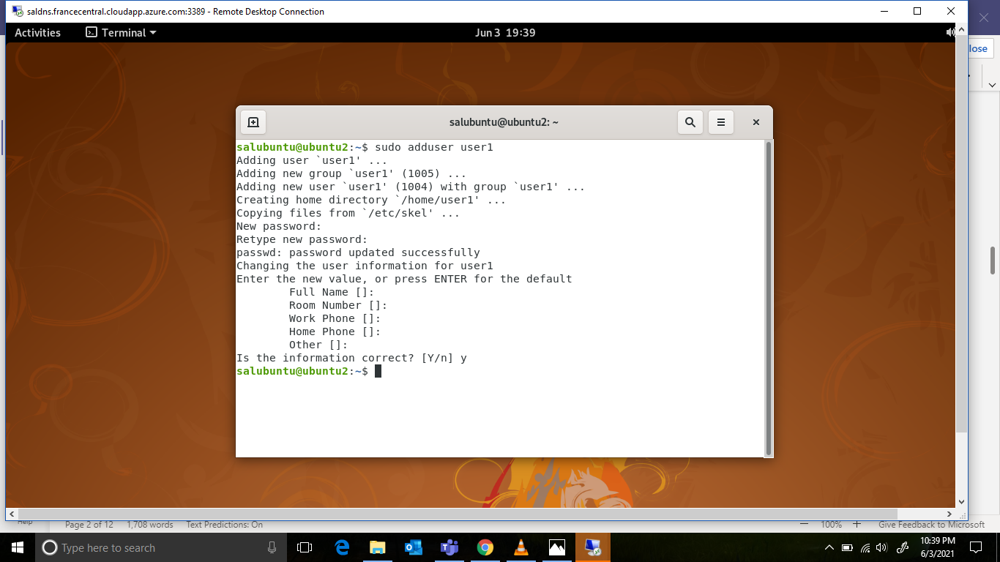 saldns.francecentral.cloudapp.azure.com:3389 - Remote Desktop Connection
Activities
Terminal
Jun 3 19:39
lose
salubuntu@ubuntu2: ~
salubuntu@ubuntu2:~$ sudo adduser user1
Adding user `user1' ...
Adding new group `user1' (1005) ...
Adding new user `user1' (1004) with group `user1' ...
Creating home directory `/home/user1' ...
Copying files from `/etc/skel' ...
New password:
Retype new password:
passwd: password updated successfully
Changing the user information for user1
Enter the new value, or press ENTER for the default
Full Name []:
Room Number []:
Work Phone []:
Home Phone []:
Other []:
Is the information correct? [Y/n] y
salubuntu@ubuntu2:~$
Help
Page 2 of 12
1,708 words
Text Predictions: On
100%
Give Feedback to Microsoft
Type here to search
10:39 PM
6/3/2021